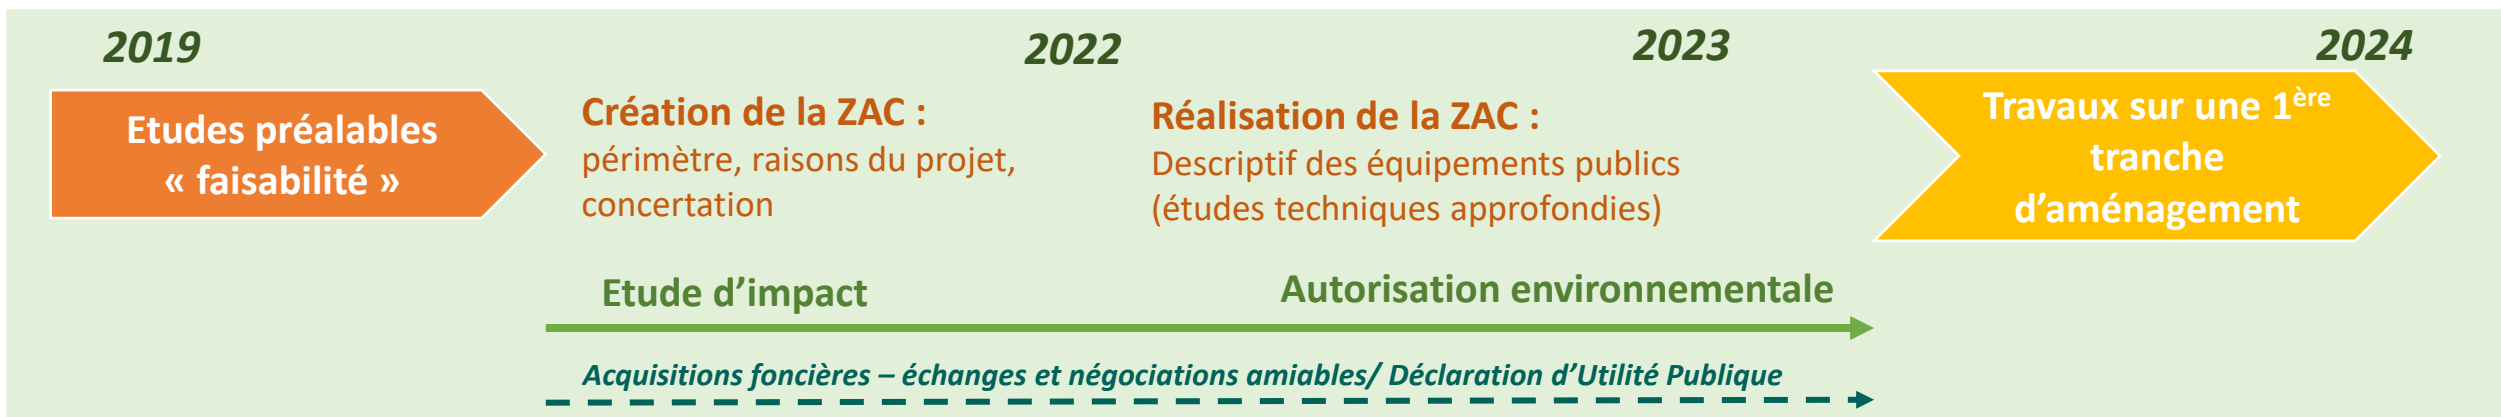 2019
2022
2023
2024
Etudes préalables
« faisabilité »
Création de la ZAC :
périmètre, raisons du projet,
concertation
Réalisation de la ZAC :
Descriptif des équipements publics
(études techniques approfondies)
Travaux sur une 1ère
tranche
d’aménagement
Etude d’impact
Autorisation environnementale
Acquisitions foncières – échanges et négociations amiables/ Déclaration d’Utilité Publique